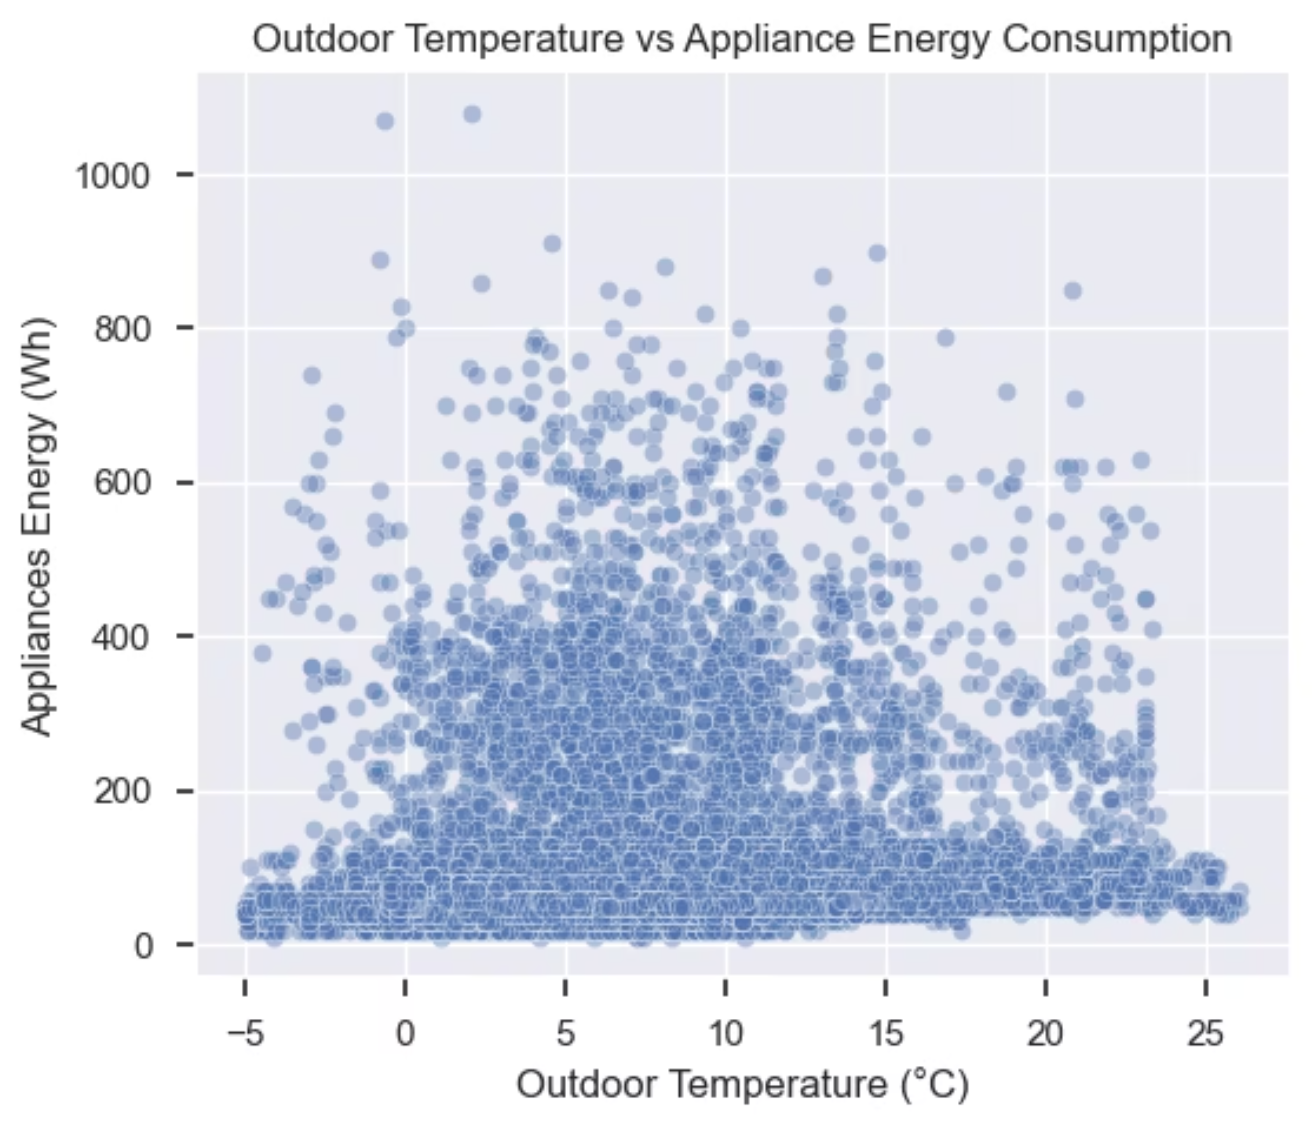 Outdoor Temperature vs Appliance Energy Consumption
Appliances Energy (Wh)
1000
800
600
400
200
0
−5 0 5 10 15 20 25
Outdoor Temperature (°C)